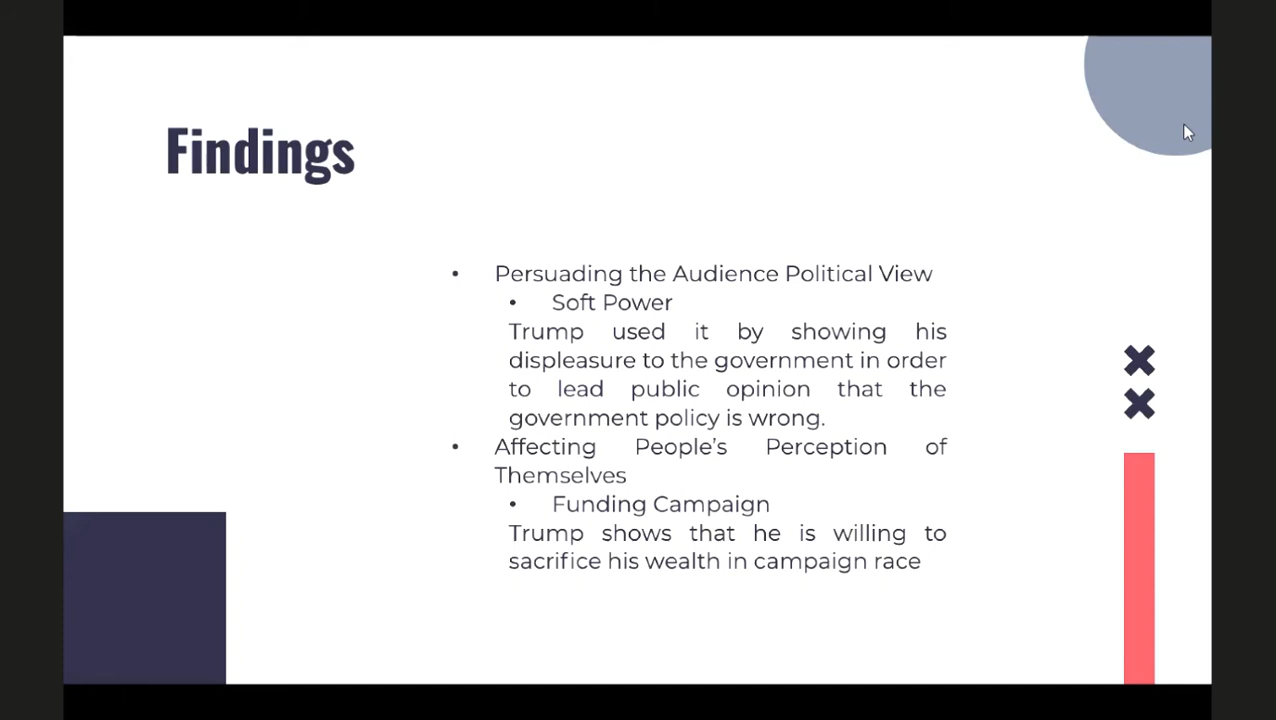 Findings
• Persuading the Audience Political View
• Soft Power
Trump used it by showing his
displeasure to the government in order
to lead public opinion that the
government policy is wrong.
• Affecting People’s Perception of
Themselves
• Funding Campaign
Trump shows that he is willing to
sacrifice his wealth in campaign race